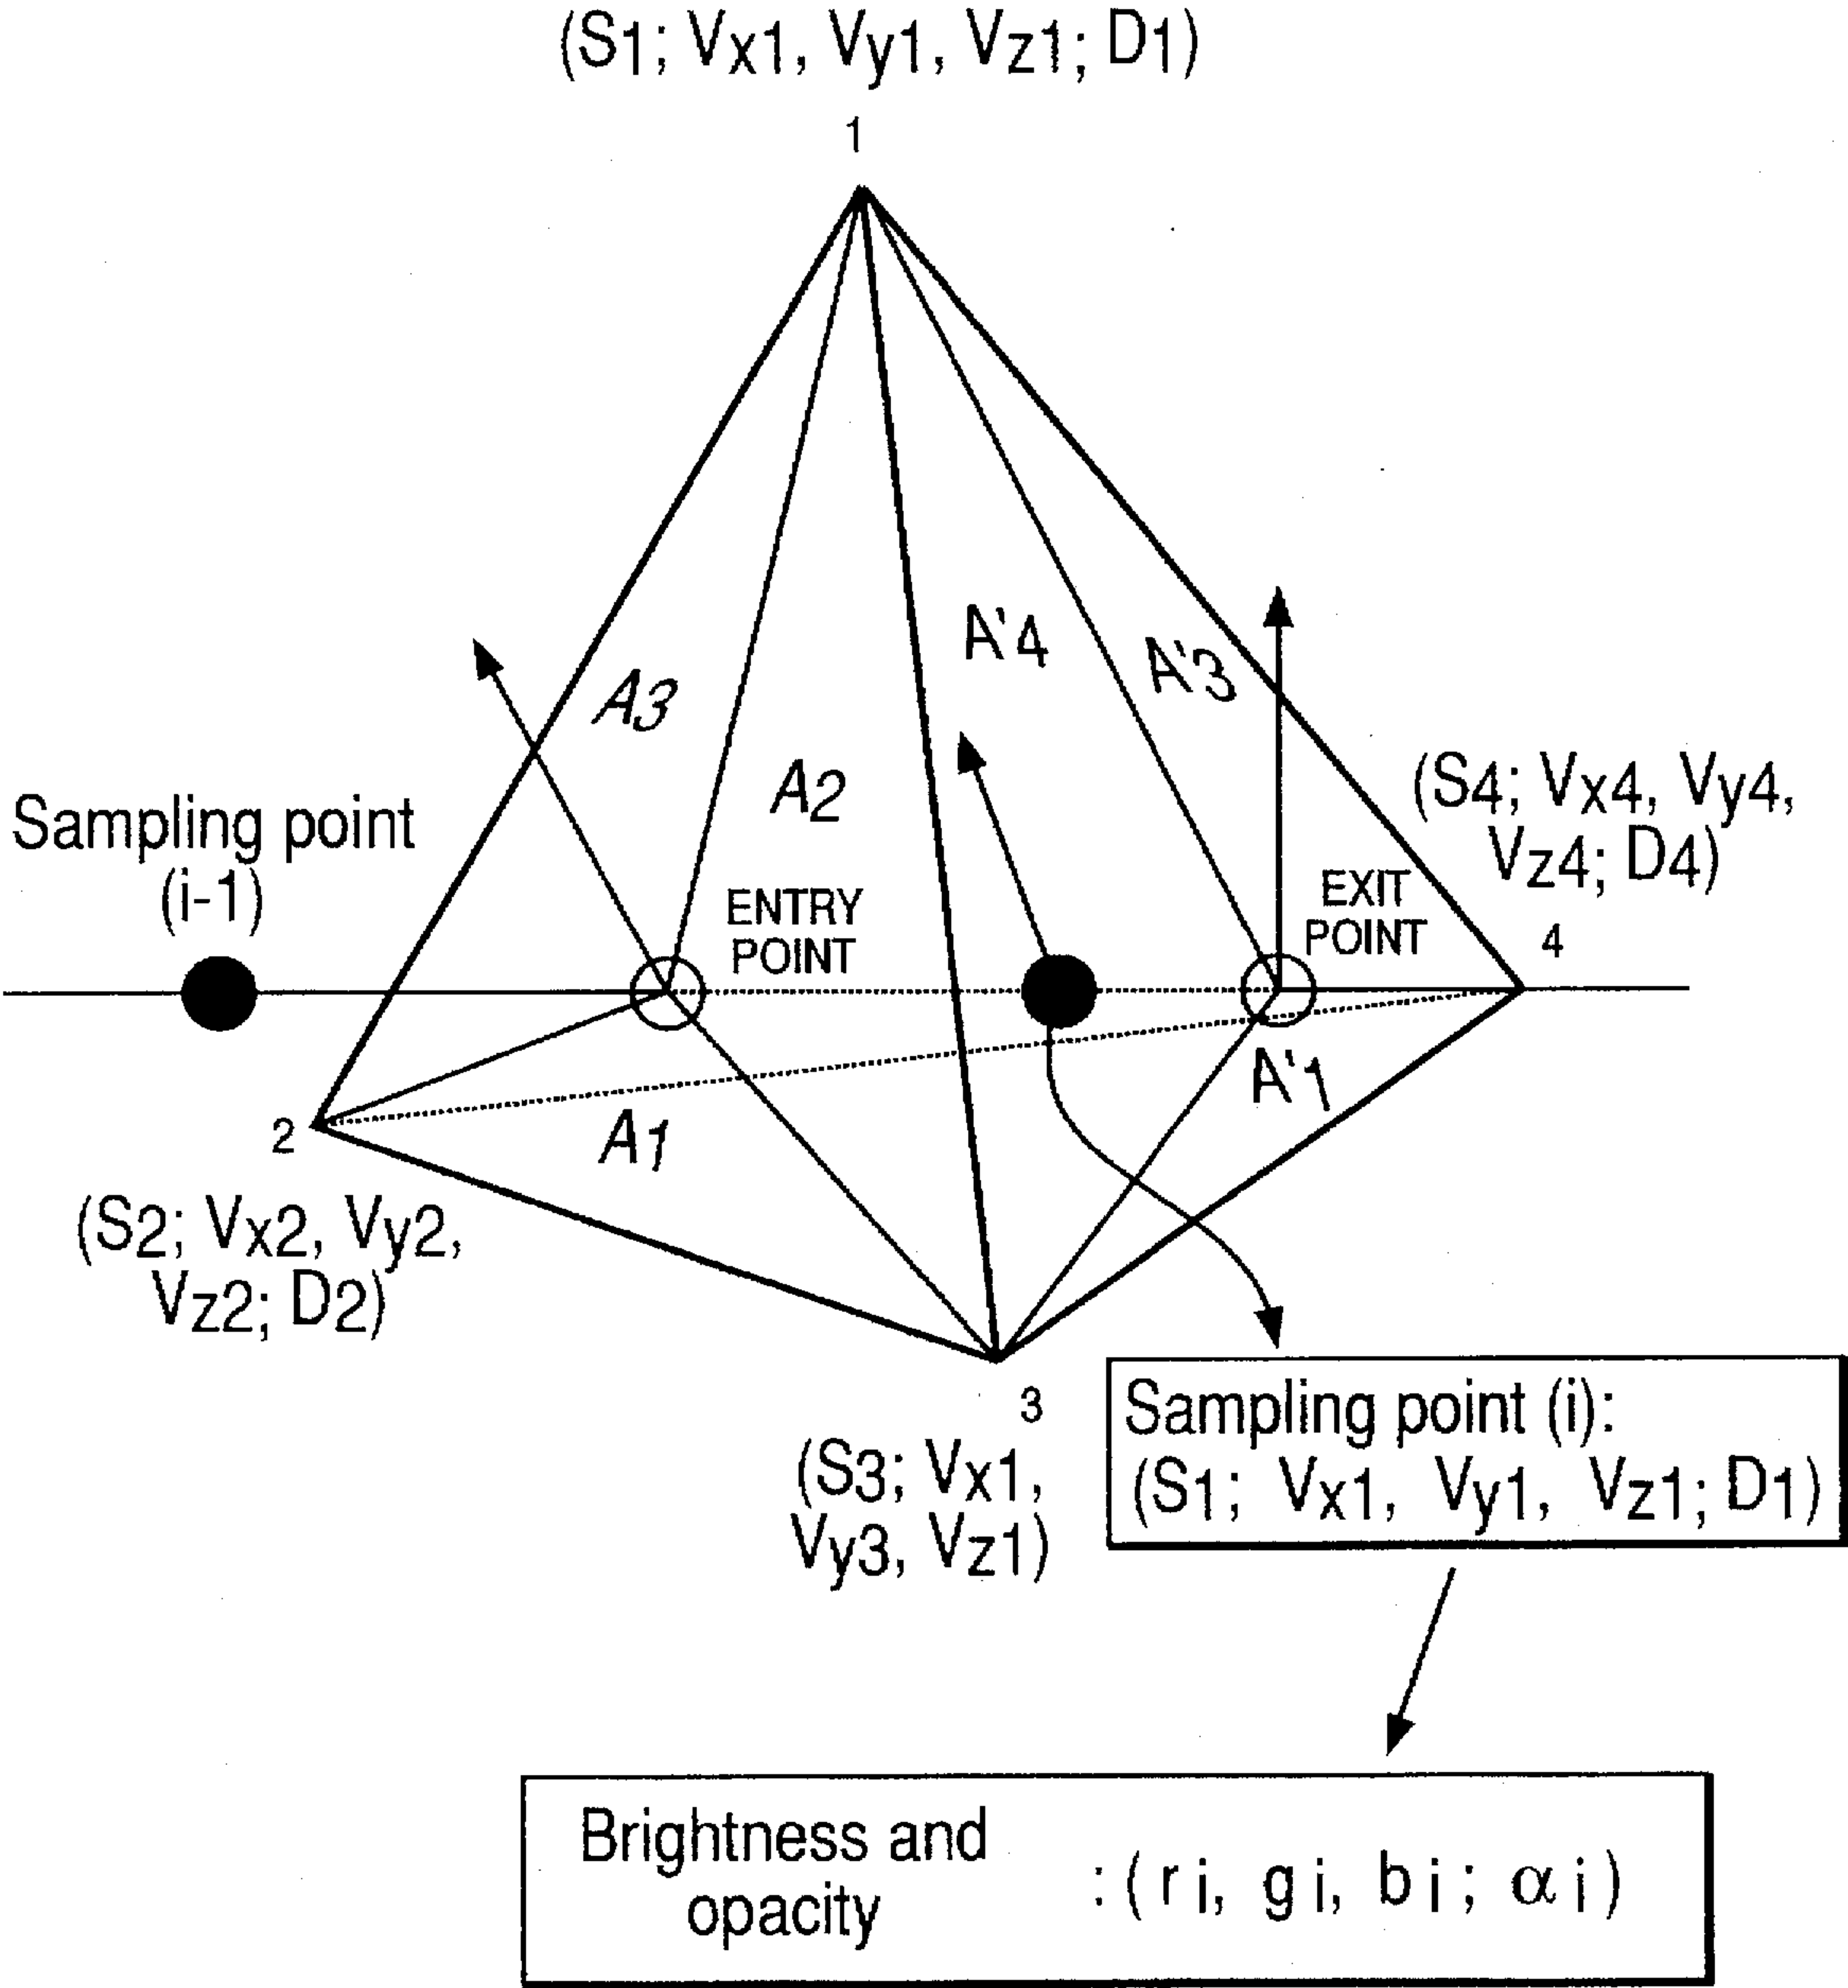 (S1; Vx1, Vy1, Vz1; D1)
1
A'4
A'3
A3
A2
(S4; Vx4, Vy4,
Vz4; D4)
Sampling point
(i-1)
ENTRY
POINT
EXIT
POINT
4
A'1
A1
2
(S2; Vx2, Vy2,
Vz2; D2)
3
(S3; Vx1,
Vy3, Vz1)
Sampling point (i):
(S1; Vx1, Vy1, Vz1; D1)
Brightness and
opacity
:(ri, gi, bi; αi)